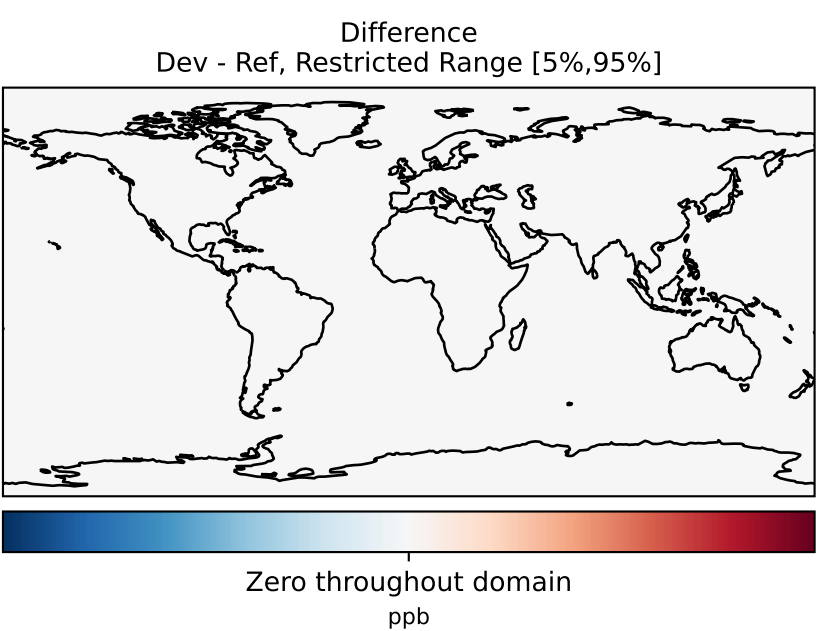 Difference
Dev - Ref, Restricted Range [5%,95%]
Zero throughout domain
ppb